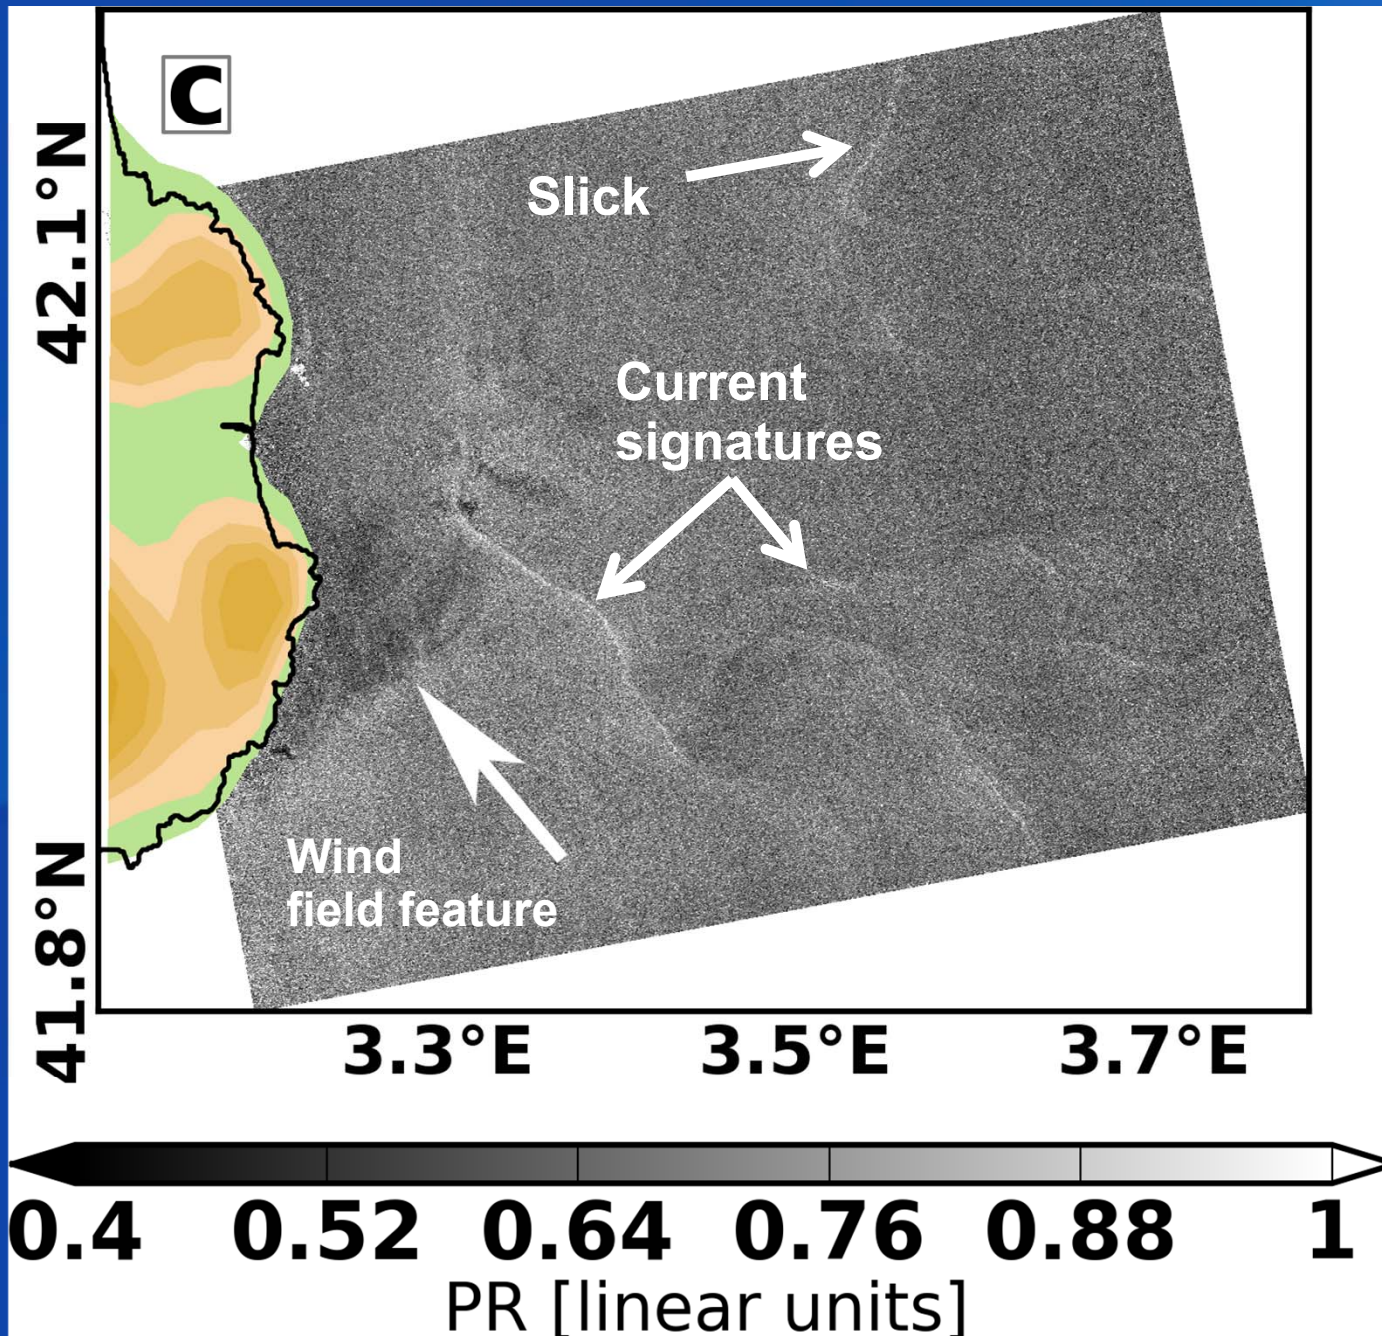 C
42.1°N
Slick
Current
signatures
Wind
field feature
41.8°N
3.3°E 3.5°E 3.7°E
0.4 0.52 0.64 0.76 0.88 1
PR [linear units]